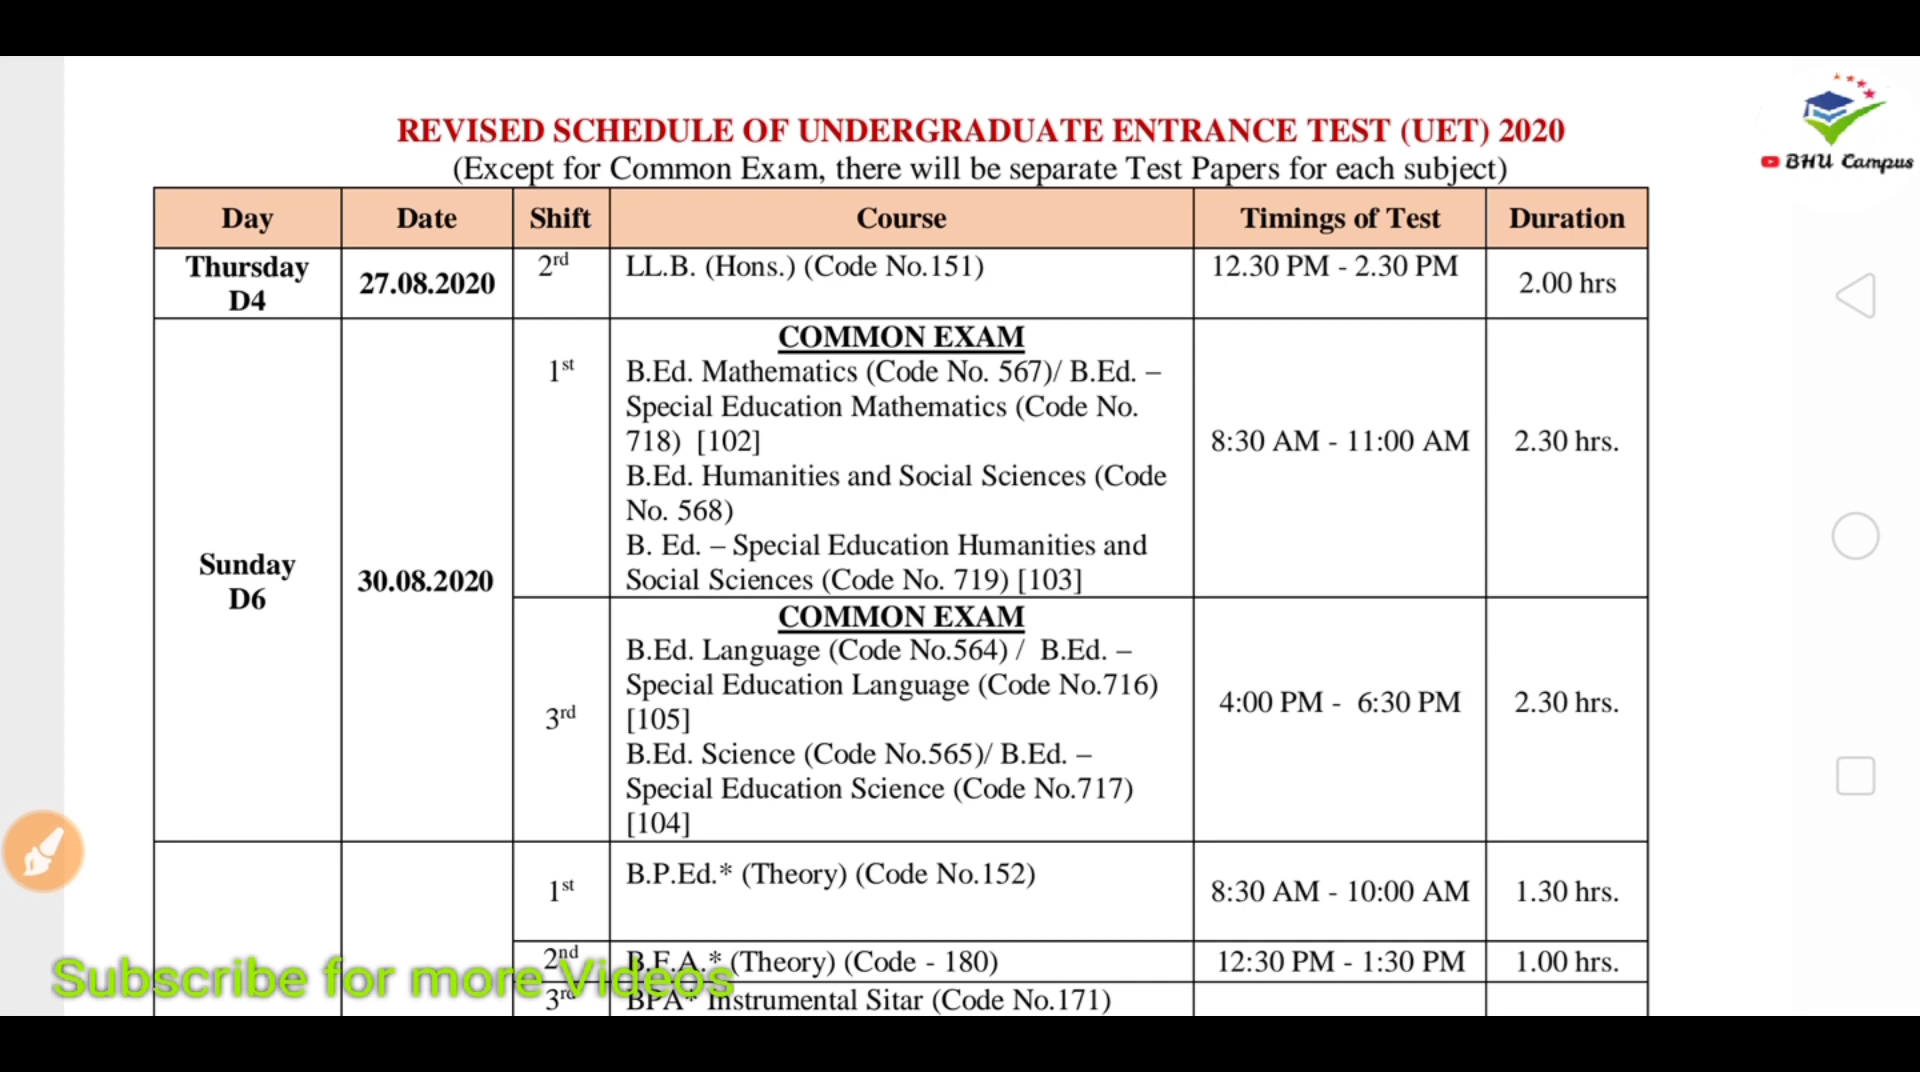 REVISED SCHEDULE OF UNDERGRADUATE ENTRANCE TEST (UET) 2020
(Except for Common Exam, there will be separate Test Papers for each subject)
BHU Campus
Day Date Shift Course Timings of Test Duration
Thursday
D4
27.08.2020
2rd
LL.B. (Hons.) (Code No.151)
12.30 PM - 2.30 PM
2.00 hrs
Sunday
D6
30.08.2020
1st
COMMON EXAM
B.Ed. Mathematics (Code No. 567)/ B.Ed. –
Special Education Mathematics (Code No.
718) [102]
B.Ed. Humanities and Social Sciences (Code
No. 568)
B. Ed. – Special Education Humanities and
Social Sciences (Code No. 719) [103]
8:30 AM - 11:00 AM
2.30 hrs.
3rd
COMMON EXAM
B.Ed. Language (Code No.564) / B.Ed. –
Special Education Language (Code No.716)
[105]
B.Ed. Science (Code No.565)/ B.Ed. –
Special Education Science (Code No.717)
[104]
4:00 PM - 6:30 PM
2.30 hrs.
1st
B.P.Ed.* (Theory) (Code No.152)
8:30 AM - 10:00 AM
1.30 hrs.
2nd
B.F.A.* (Theory) (Code - 180)
12:30 PM - 1:30 PM
1.00 hrs.
3rd
BPA* Instrumental Sitar (Code No.171)
Subscribe for more Videos